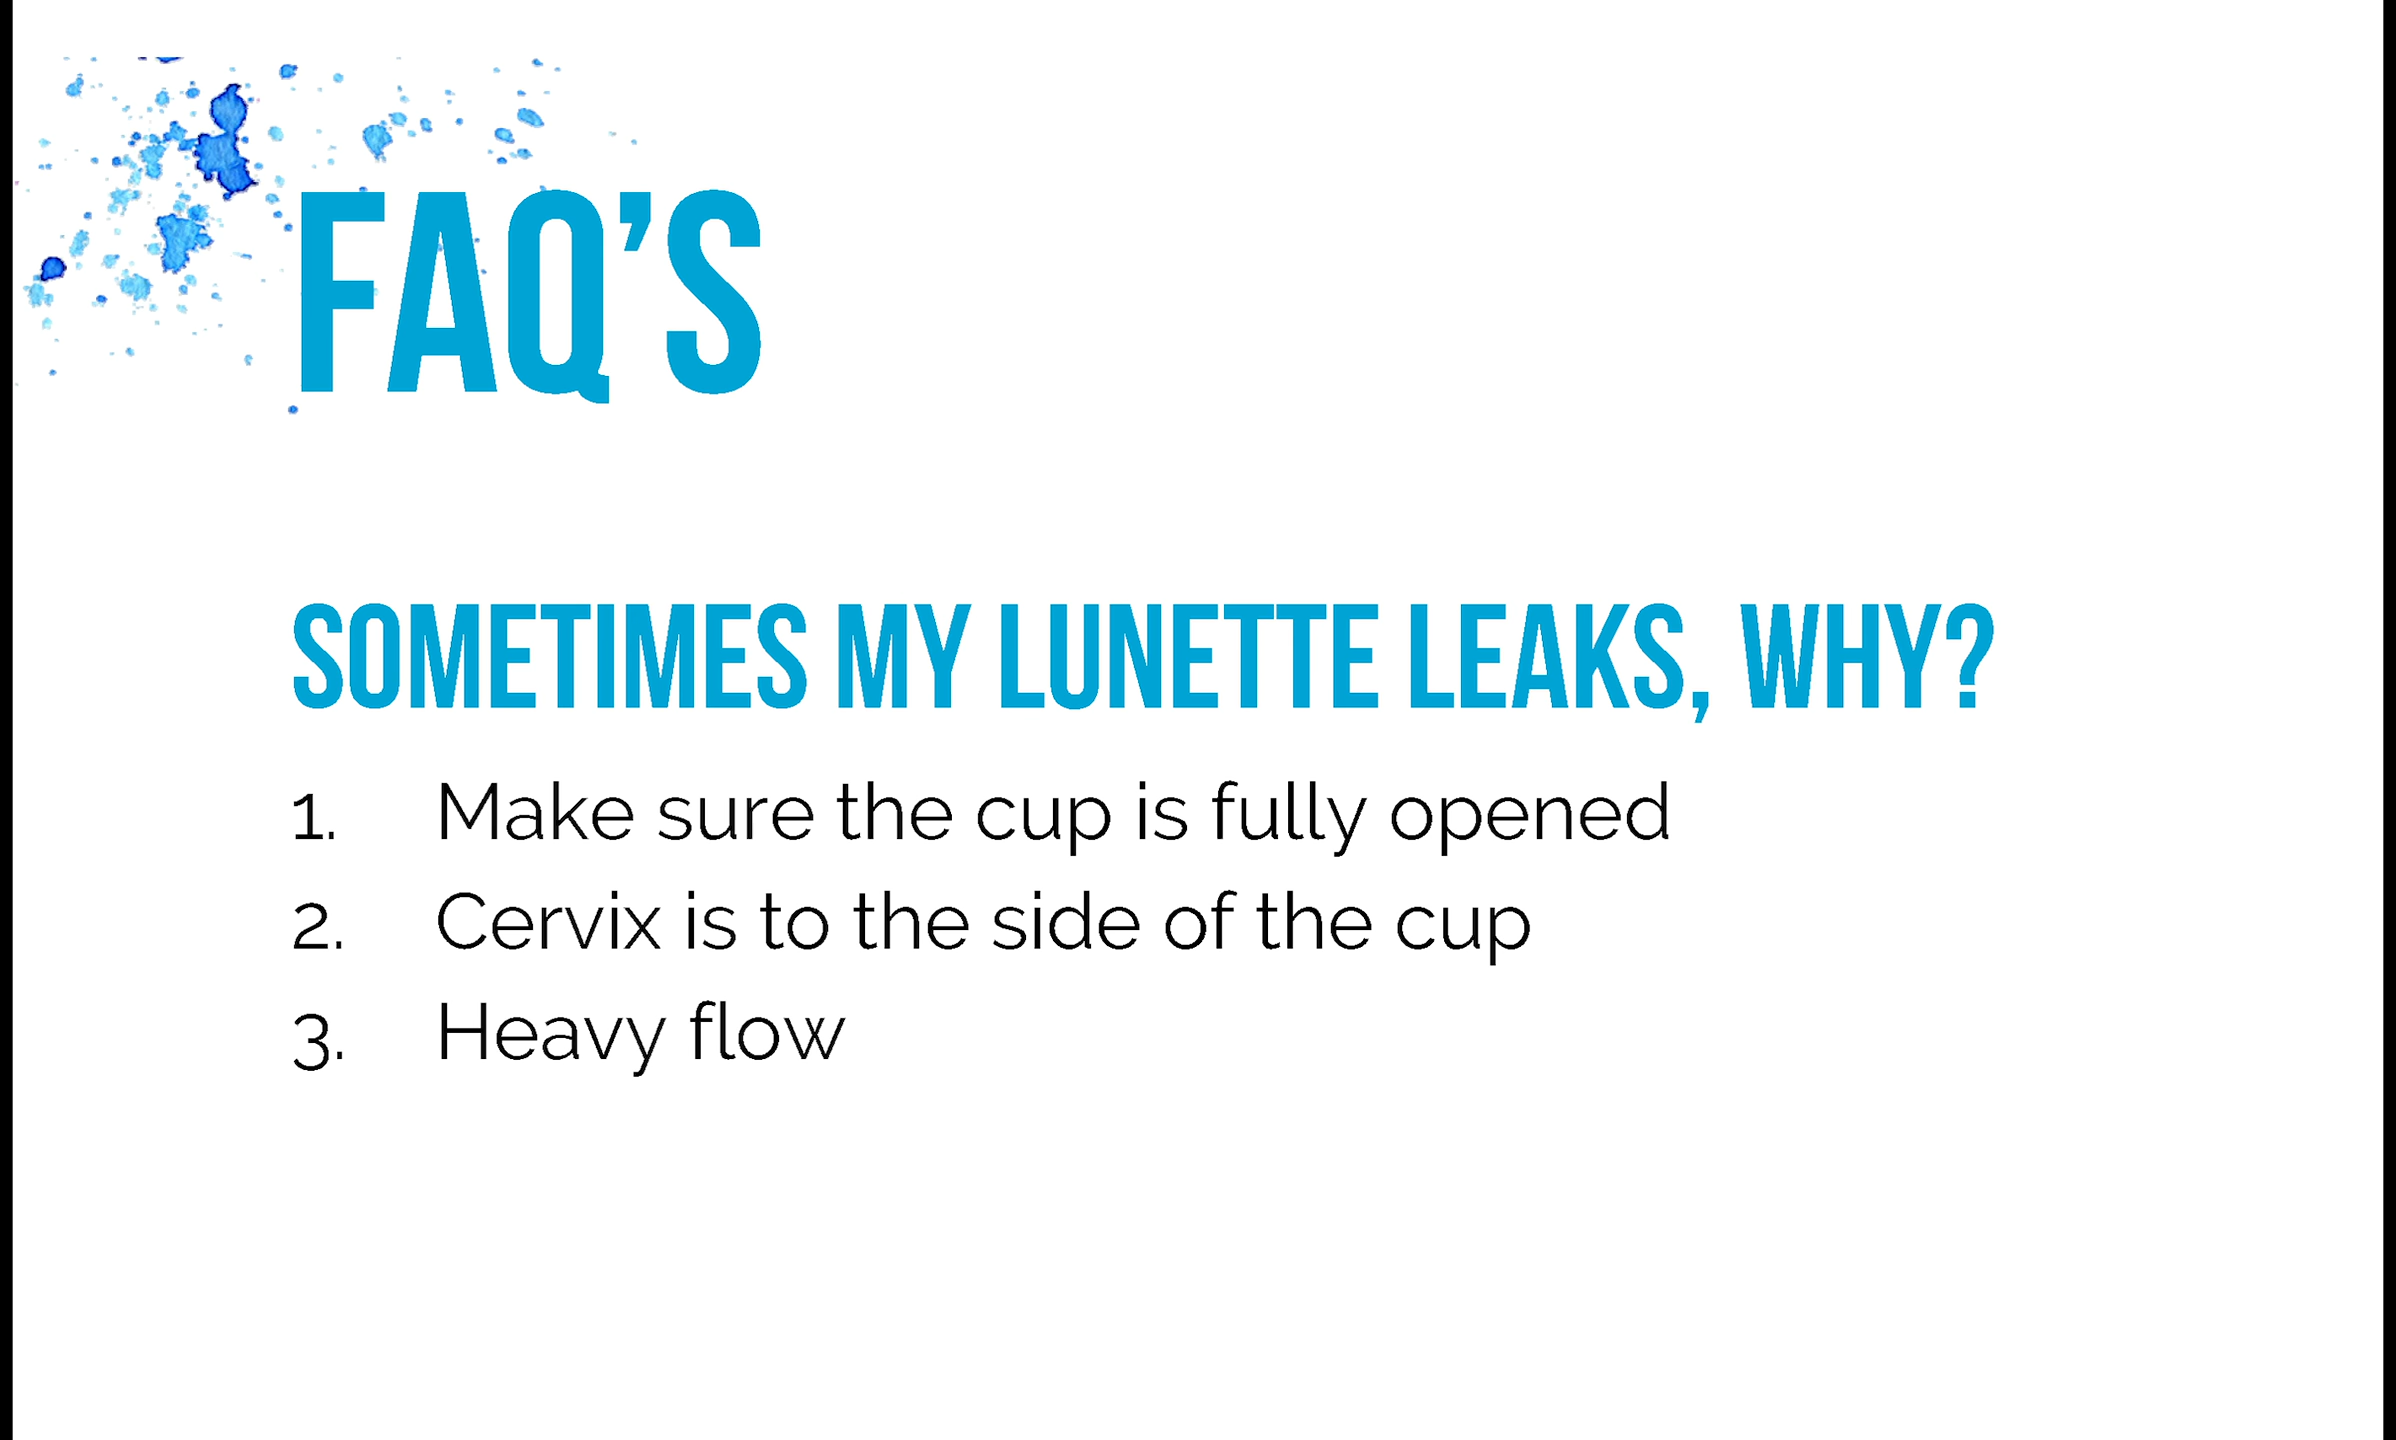 FAQ’S
SOMETIMES MY LUNETTE LEAKS, WHY?
1. Make sure the cup is fully opened
2. Cervix is to the side of the cup
3. Heavy flow